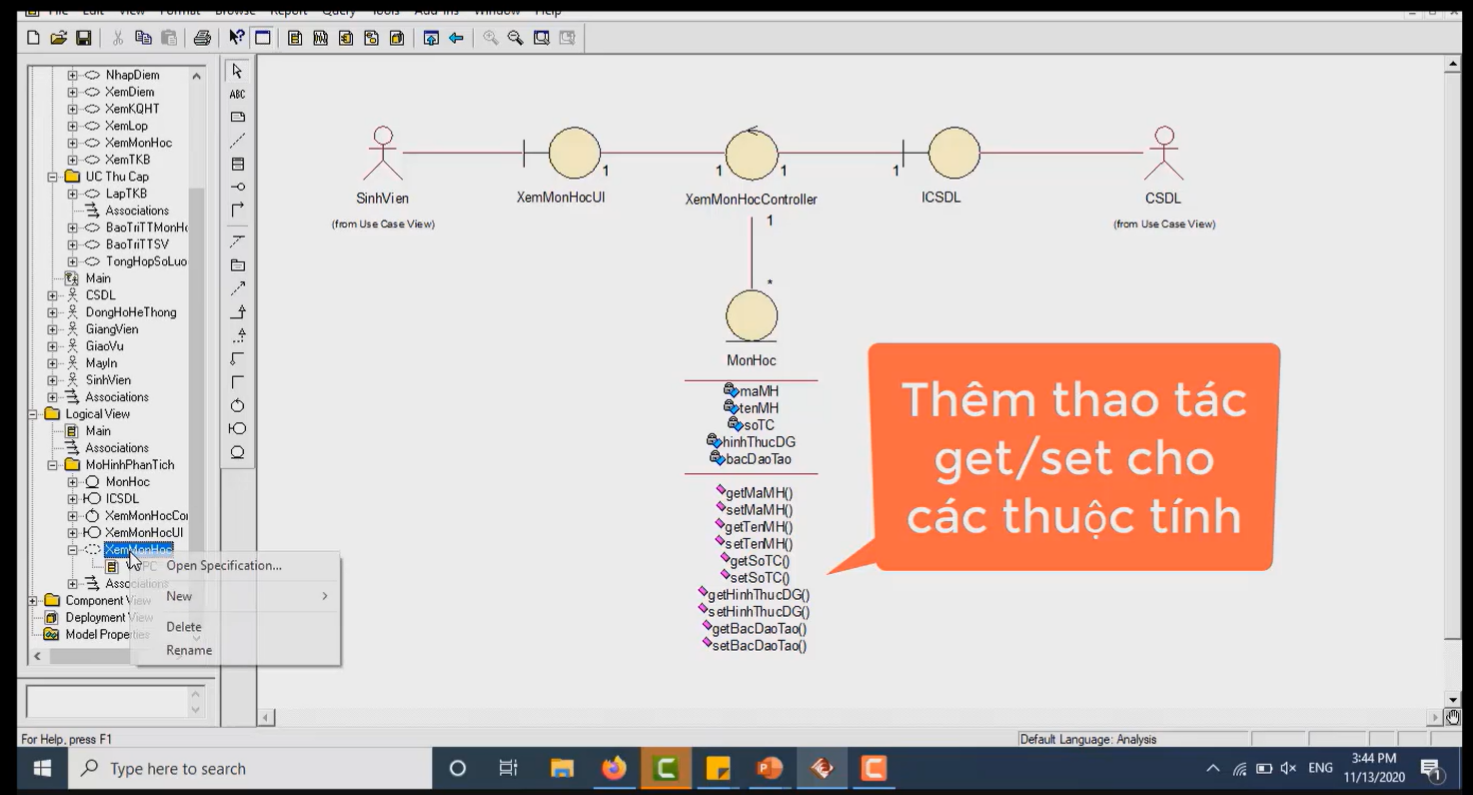 File Edit View Format Browse Report Query Tools Add-Ins Window Help
ABC
NhapDiem
XemDiem
XemKQHT
XemLop
XemMonHoc
XemTKB
UC Thu Cap
LapTKB
Associations
BaoTriTTMonHo
BaoTriTTSV
TongHopSoLuo
Main
CSDL
DongHoHeThong
GiangVien
GiaoVu
MayIn
SinhVien
Associations
Logical View
Main
Associations
MoHinhPhanTich
MonHoc
ICSDL
XemMonHocCon
XemMonHocUI
XemMonHoc
Associations
Component View
Deployment View
Model Properties
Open Specification...
New
Delete
Rename
1 1 1 1
SinhVien XemMonHocUI XemMonHocController ICSDL CSDL
(from Use Case View) (from Use Case View)
1
*
MonHoc
maMH
tenMH
soTC
hinhThucDG
bacDaoTao
getMaMH()
setMaMH()
getTenMH()
setTenMH()
getSoTC()
setSoTC()
getHinhThucDG()
setHinhThucDG()
getBacDaoTao()
setBacDaoTao()
Thêm thao tác
get/set cho
các thuộc tính
For Help, press F1
Default Language: Analysis
Type here to search
ENG
3:44 PM
11/13/2020